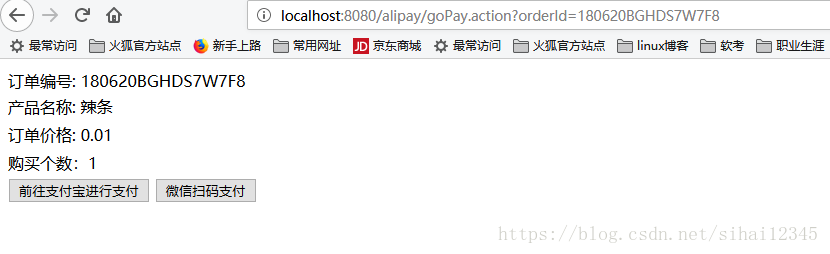 localhost:8080/alipay/goPay.action?orderId=180620BGHDS7W7F8
最常访问 火狐官方站点 新手上路 常用网址 JD 京东商城 最常访问 火狐官方站点 linux博客 软考 职业生涯
订单编号: 180620BGHDS7W7F8
产品名称: 辣条
订单价格: 0.01
购买个数：1
前往支付宝进行支付 微信扫码支付
https://blog.csdn.net/sihai12345